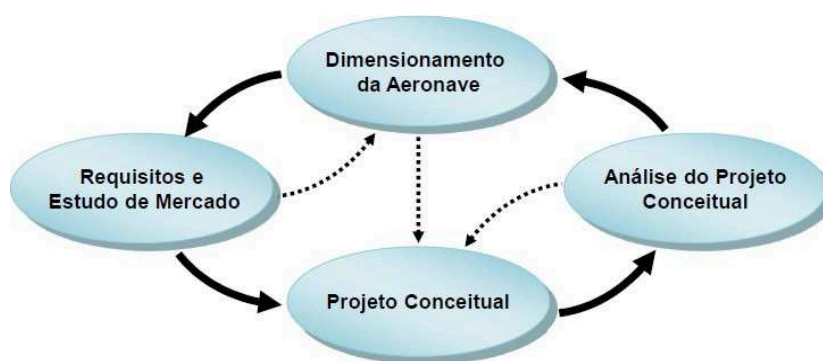 Dimensionamento
da Aeronave
Requisitos e
Estudo de Mercado
Análise do Projeto
Conceitual
Projeto Conceitual